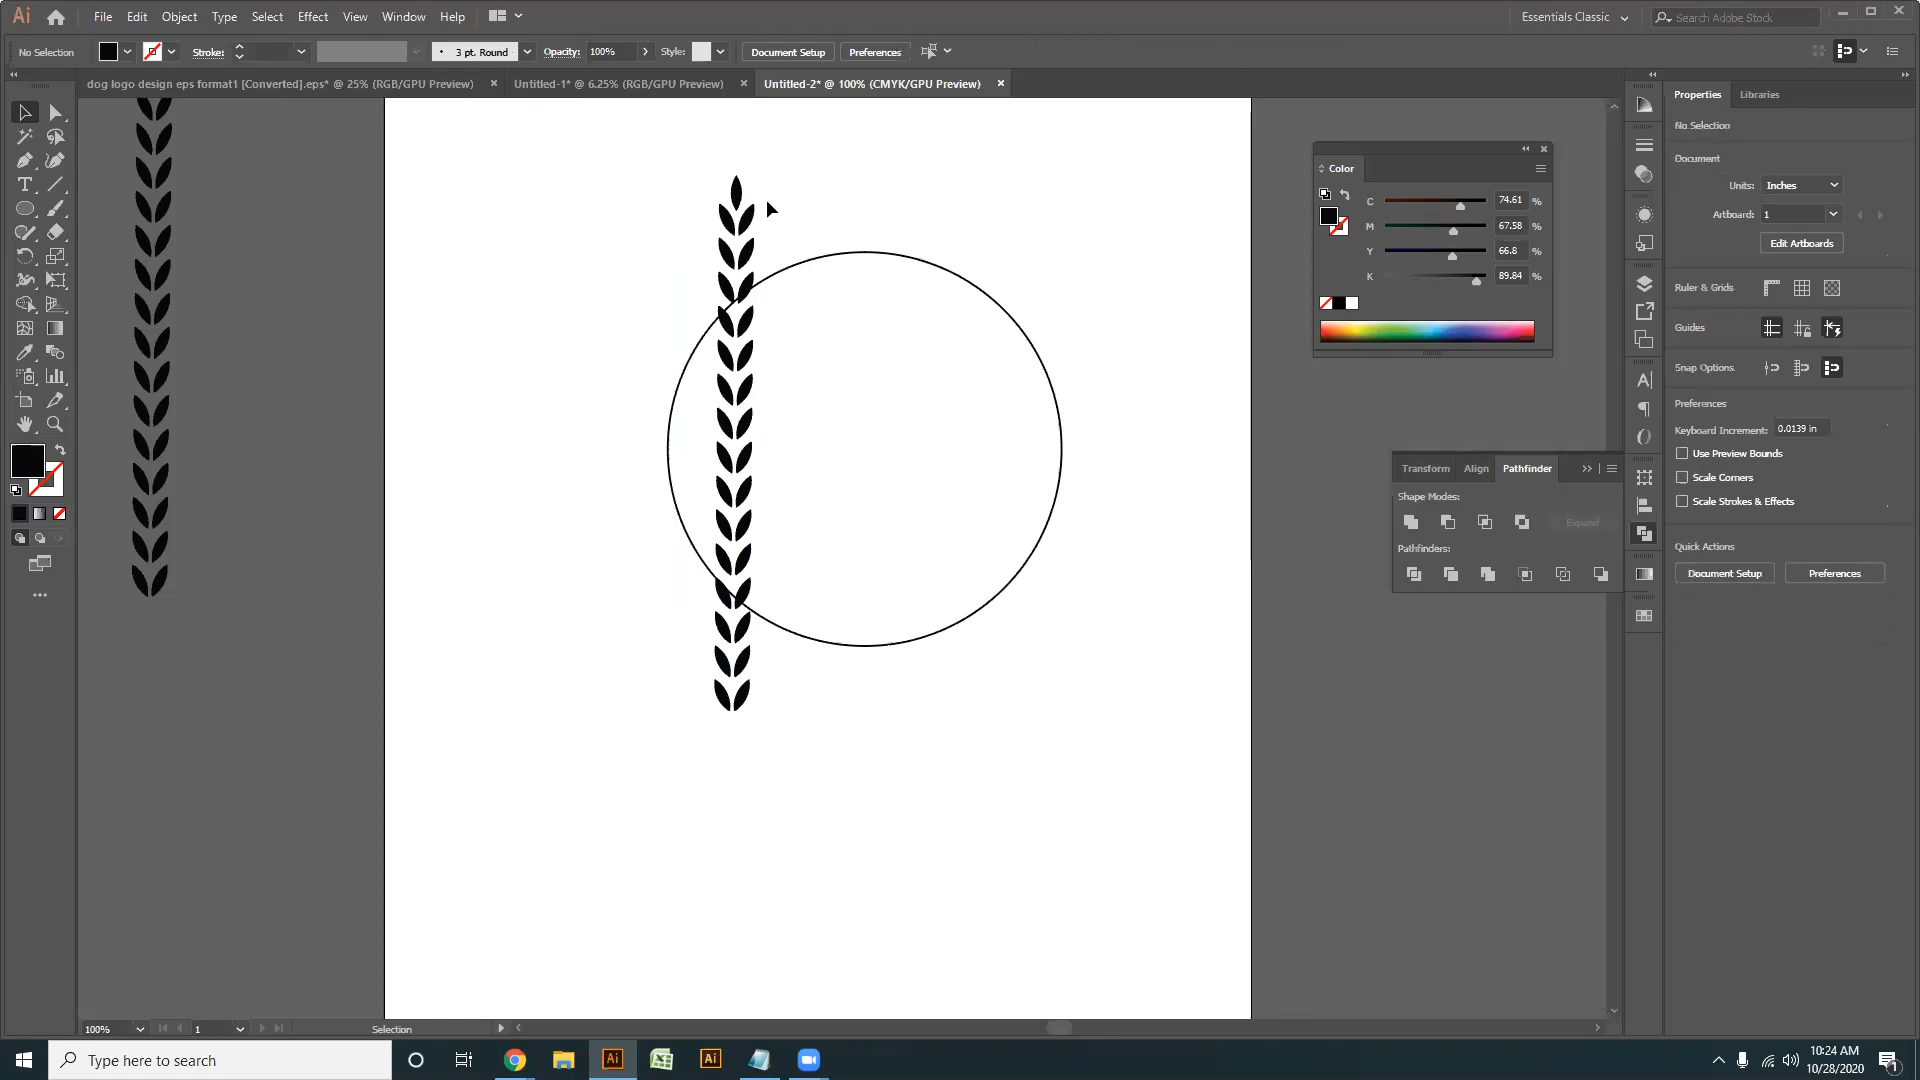 Ai File Edit Object Type Select Effect View Window Help Essentials Classic Search Adobe Stock
No Selection Stroke: 3 pt. Round Opacity: 100% Style: Document Setup Preferences
dog logo design eps format1 [Converted].eps* @ 25% (RGB/GPU Preview) Untitled-1* @ 6.25% (RGB/GPU Preview) Untitled-2* @ 100% (CMYK/GPU Preview)
Properties Libraries
No Selection
Document
Units: Inches
Artboard: 1
Edit Artboards
Ruler & Grids
Guides
Snap Options
Preferences
Keyboard Increment: 0.0139 in
Use Preview Bounds
Scale Corners
Scale Strokes & Effects
Quick Actions
Document Setup Preferences
Color
C 74.61 %
M 67.58 %
Y 66.8 %
K 89.84 %
Transform Align Pathfinder
Shape Modes:
Expand
Pathfinders:
100% 1 Selection
Type here to search
Ai
Ai
10:24 AM
10/28/2020
1